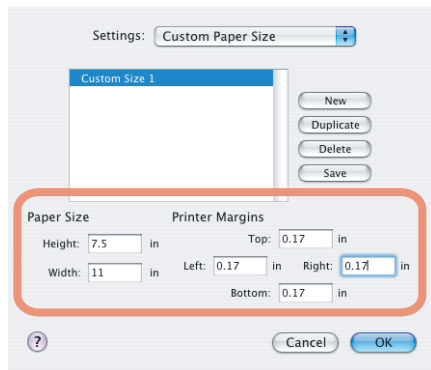 Settings: Custom Paper Size
Custom Size 1
New
Duplicate
Delete
Save
Paper Size Printer Margins
Height: 7.5 in Top: 0.17 in
Width: 11 in Left: 0.17 in Right: 0.17 in
Bottom: 0.17 in
? Cancel OK